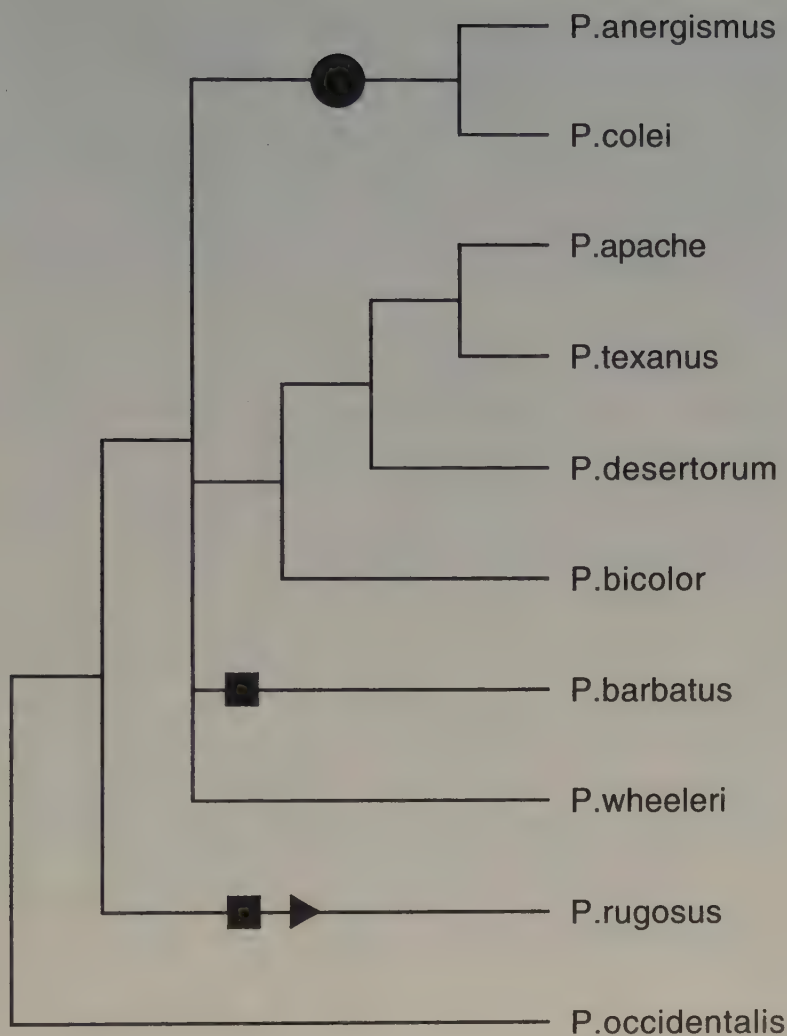 P.anergismus
P.colei
P.apache
P.texanus
P.desertorum
P.bicolor
P.barbatus
P.wheeleri
P.rugosus
P.occidentalis